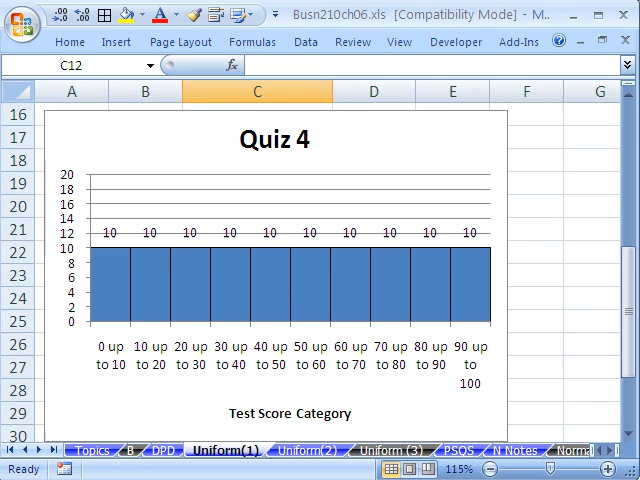 Busn210ch06.xls [Compatibility Mode] - M...
Home Insert Page Layout Formulas Data Review View Developer Add-Ins
C12 fx
A B C D E F G
16
17
18
19
20
21
22
23
24
25
26
27
28
29
30
Quiz 4
20
18
16
14
12
10
8
6
4
2
0
10 10 10 10 10 10 10 10 10 10
0 up to 10
10 up to 20
20 up to 30
30 up to 40
40 up to 50
50 up to 60
60 up to 70
70 up to 80
80 up to 90
90 up to 100
Test Score Category
Topics B DPD Uniform(1) Uniform(2) Uniform (3) PSQS N Notes Norma
Ready 115%